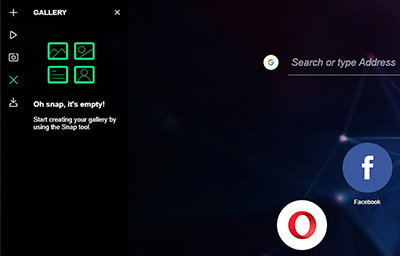 GALLERY
Oh snap, it's empty!
Start creating your gallery by
using the Snap tool.
Search or type Address
Facebook